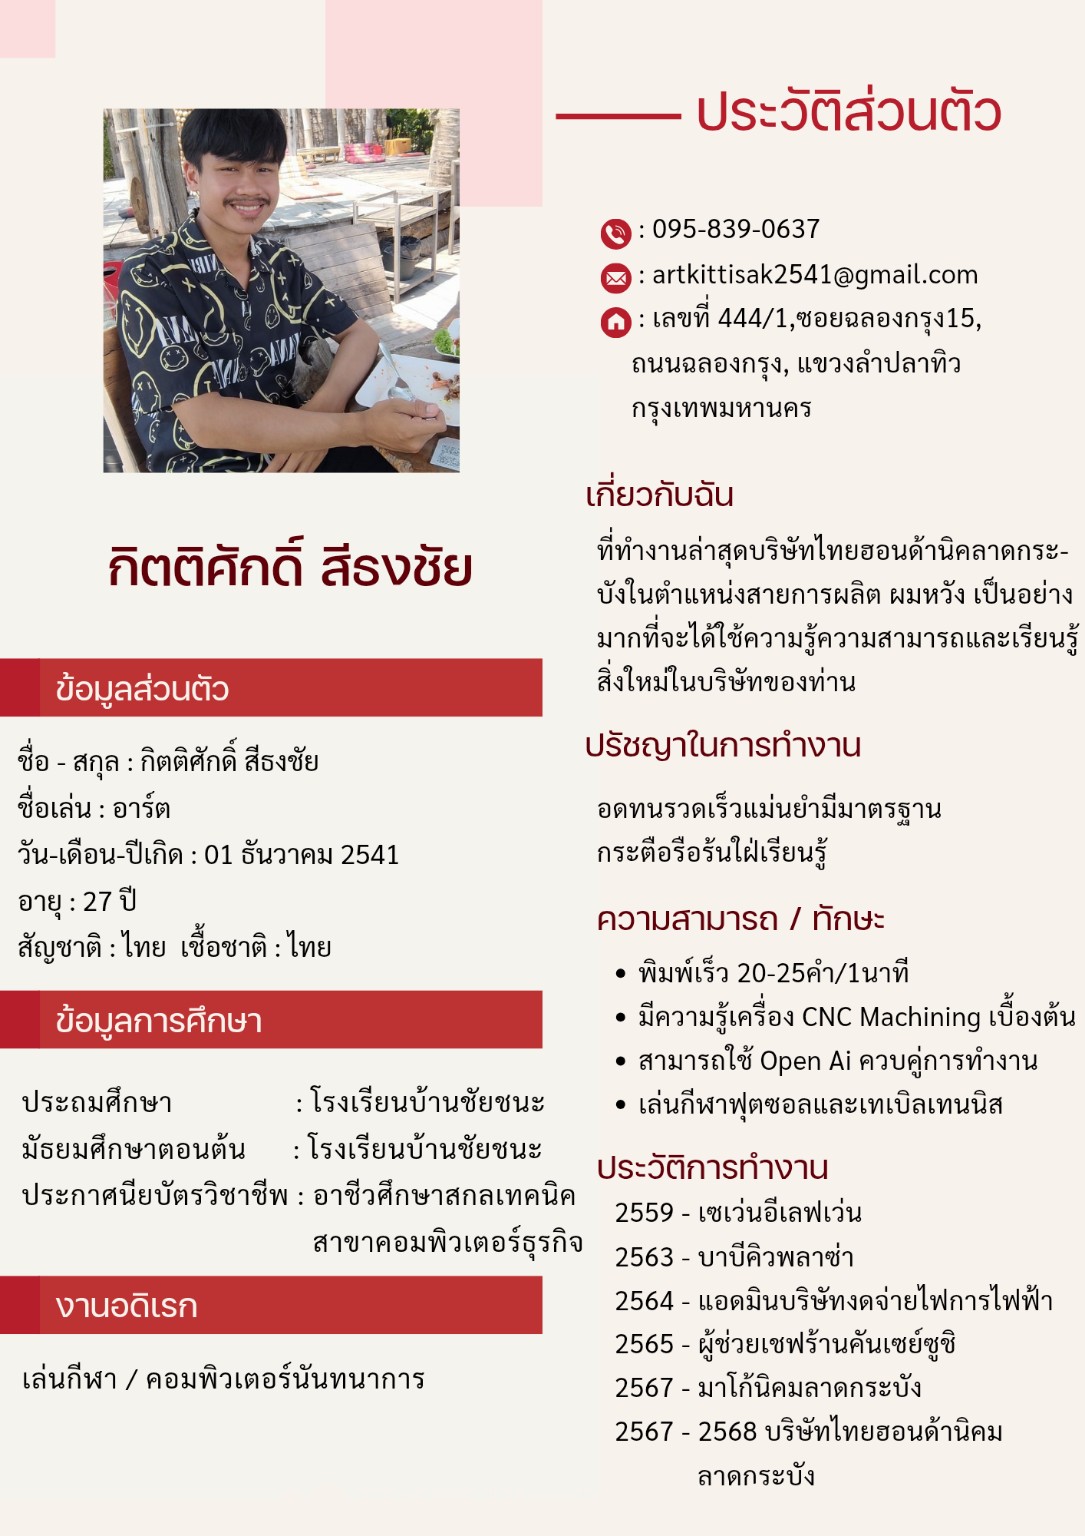 ประวัติส่วนตัว
: 095-839-0637
: artkittisak2541@gmail.com
: เลขที่ 444/1,ซอยฉลองกรุง15,
ถนนฉลองกรุง, แขวงลำปลาทิว
กรุงเทพมหานคร
กิตติศักดิ์ สีธงชัย
ข้อมูลส่วนตัว
ชื่อ - สกุล : กิตติศักดิ์ สีธงชัย
ชื่อเล่น : อาร์ต
วัน-เดือน-ปีเกิด : 01 ธันวาคม 2541
อายุ : 27 ปี
สัญชาติ : ไทย เชื้อชาติ : ไทย
ข้อมูลการศึกษา
ประถมศึกษา : โรงเรียนบ้านชัยชนะ
มัธยมศึกษาตอนต้น : โรงเรียนบ้านชัยชนะ
ประกาศนียบัตรวิชาชีพ : อาชีวศึกษาสกลเทคนิค
สาขาคอมพิวเตอร์ธุรกิจ
งานอดิเรก
เล่นกีฬา / คอมพิวเตอร์นันทนาการ
เกี่ยวกับฉัน
ที่ทำงานล่าสุดบริษัทไทยฮอนด้านิคลาดกระ-
บังในตำแหน่งสายการผลิต ผมหวัง เป็นอย่าง
มากที่จะได้ใช้ความรู้ความสามารถและเรียนรู้
สิ่งใหม่ในบริษัทของท่าน
ปรัชญาในการทำงาน
อดทนรวดเร็วแม่นยำมีมาตรฐาน
กระตือรือร้นใฝ่เรียนรู้
ความสามารถ / ทักษะ
• พิมพ์เร็ว 20-25คำ/1นาที
• มีความรู้เครื่อง CNC Machining เบื้องต้น
• สามารถใช้ Open Ai ควบคู่การทำงาน
• เล่นกีฬาฟุตซอลและเทเบิลเทนนิส
ประวัติการทำงาน
2559 - เซเว่นอีเลฟเว่น
2563 - บาบีคิวพลาซ่า
2564 - แอดมินบริษัทงดจ่ายไฟการไฟฟ้า
2565 - ผู้ช่วยเชฟร้านคันเซย์ซูชิ
2567 - มาโก้นิคมลาดกระบัง
2567 - 2568 บริษัทไทยฮอนด้านิคม
ลาดกระบัง